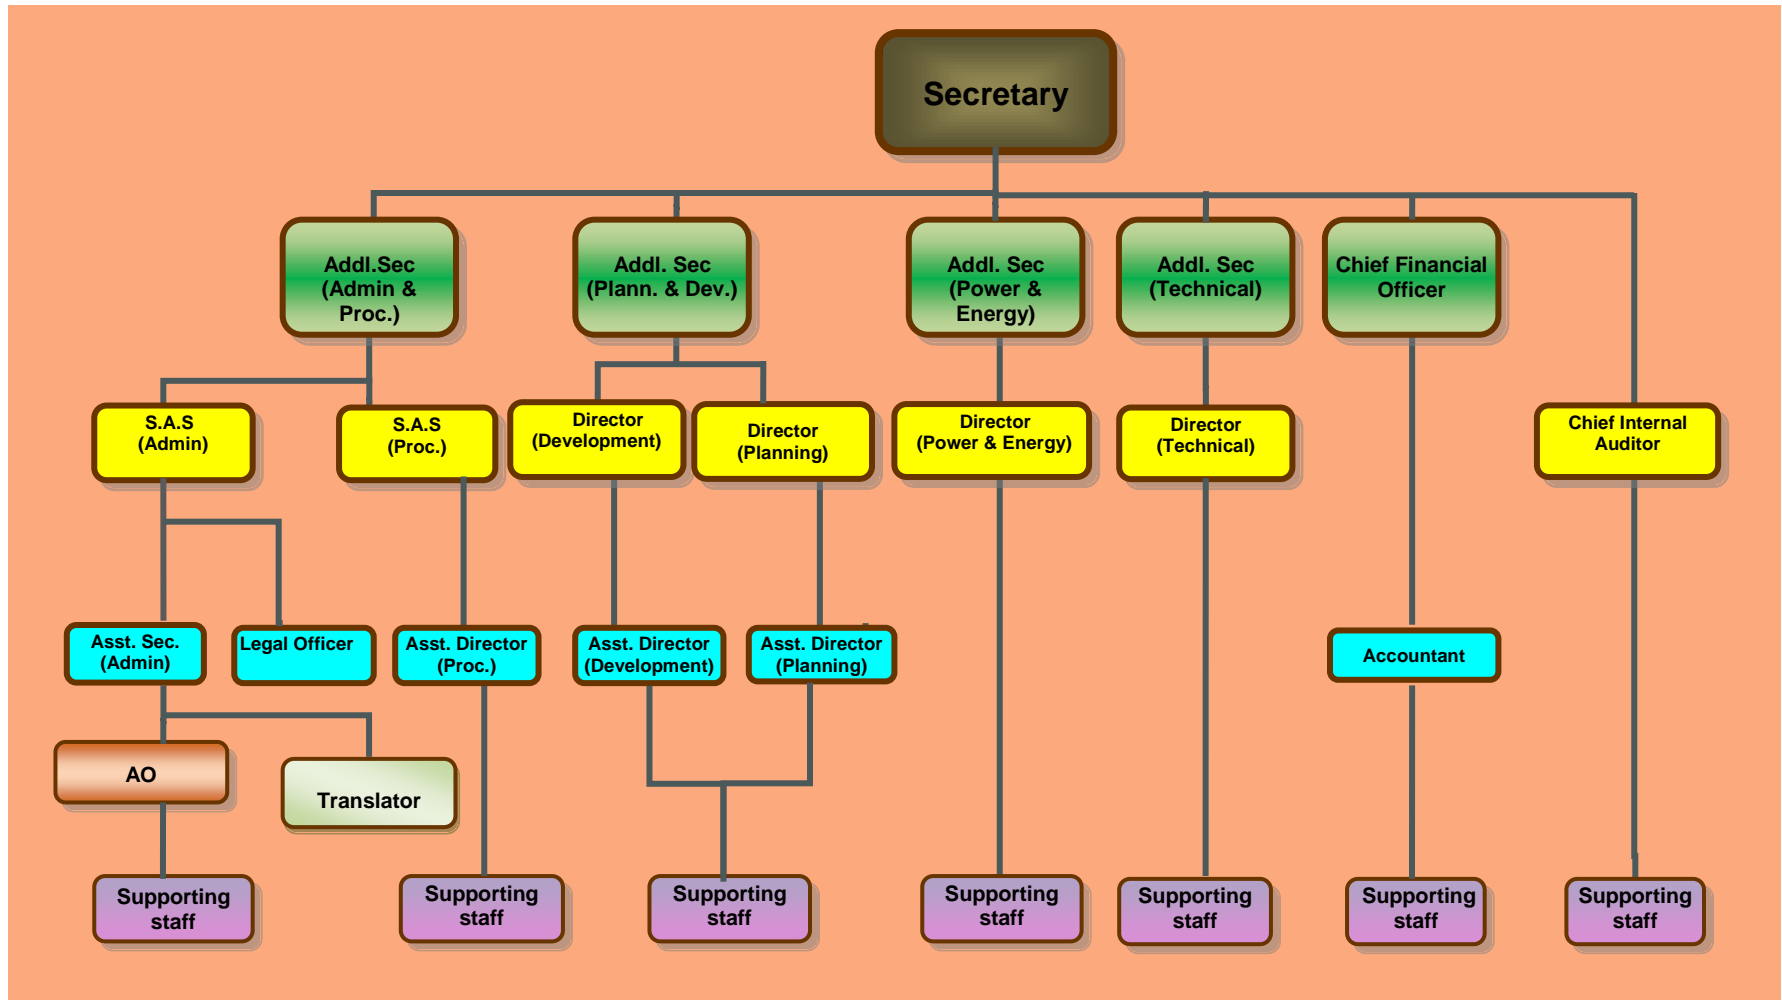 Secretary
Addl.Sec
(Admin &
Proc.)
Addl. Sec
(Plann. & Dev.)
Addl. Sec
(Power &
Energy)
Addl. Sec
(Technical)
Chief Financial
Officer
S.A.S
(Admin)
S.A.S
(Proc.)
Director
(Development)
Director
(Planning)
Director
(Power & Energy)
Director
(Technical)
Chief Internal
Auditor
Asst. Sec.
(Admin)
Legal Officer
Asst. Director
(Proc.)
Asst. Director
(Development)
Asst. Director
(Planning)
Accountant
AO
Translator
Supporting
staff
Supporting
staff
Supporting
staff
Supporting
staff
Supporting
staff
Supporting
staff
Supporting
staff